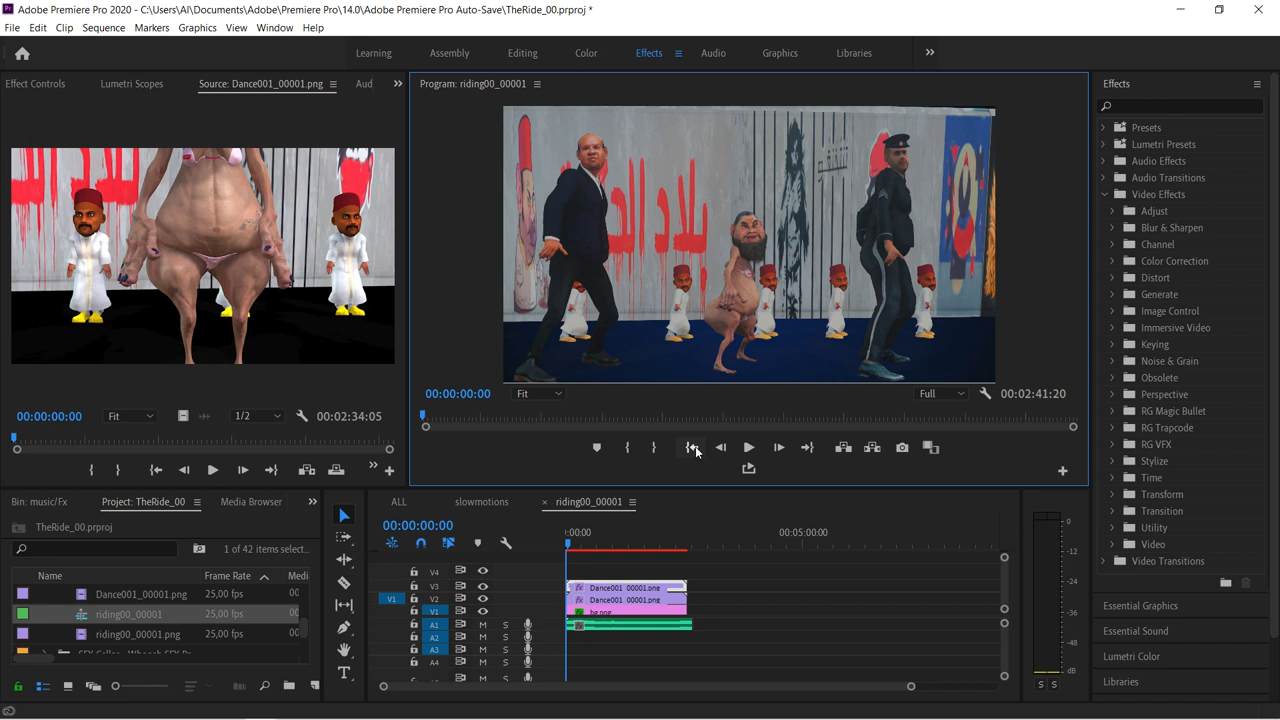 Adobe Premiere Pro 2020 - C:\Users\AI\Documents\Adobe\Premiere Pro\14.0\Adobe Premiere Pro Auto-Save\TheRide_00.prproj *
File Edit Clip Sequence Markers Graphics View Window Help
Learning Assembly Editing Color Effects Audio Graphics Libraries
Effect Controls Lumetri Scopes Source: Dance001_00001.png Aud
Program: riding00_00001
Effects
Presets
Lumetri Presets
Audio Effects
Audio Transitions
Video Effects
Adjust
Blur & Sharpen
Channel
Color Correction
Distort
Generate
Image Control
Immersive Video
Keying
Noise & Grain
Obsolete
Perspective
RG Magic Bullet
RG Trapcode
RG VFX
Stylize
Time
Transform
Transition
Utility
Video
Video Transitions
Essential Graphics
Essential Sound
Lumetri Color
Libraries
بلاد
00:00:00:00 Fit 1/2 00:02:34:05
00:00:00:00 Fit Full 00:02:41:20
Bin: music/Fx Project: TheRide_00 Media Browser
TheRide_00.prproj
1 of 42 items select...
Name Frame Rate Medi
Dance001_00001.png 25,00 fps 00
riding00_00001 25,00 fps 00
riding00_00001.png 25,00 fps 00
ALL slowmotions riding00_00001
00:00:00:00
:00:00 00:05:00:00
V4
V3 Dance001_00001.png
V1 V2 Dance001_00001.png
V1 bg.png
A1 M S
A2 M S
A3 M S
A4 M S
0
-12
-24
-36
-48
dB
S S